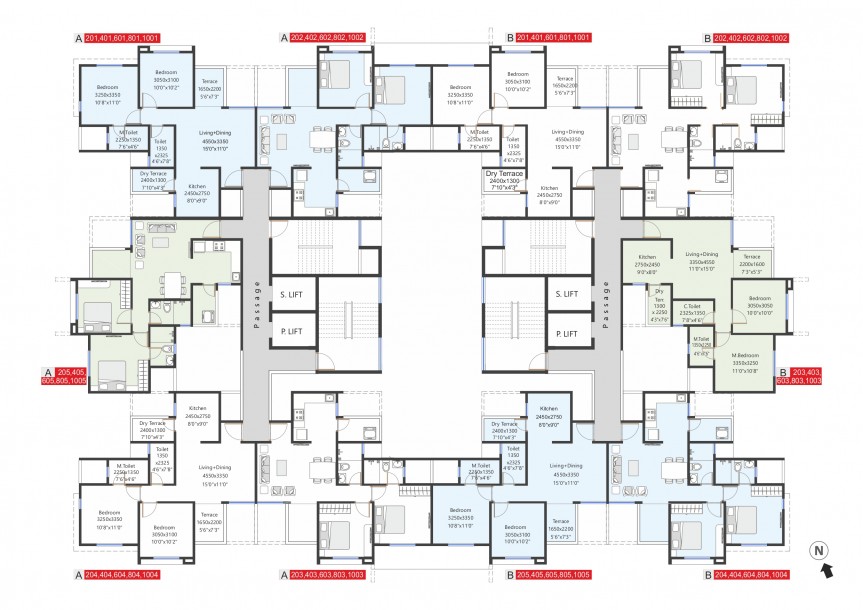 A 201,401,601,801,1001
A 202,402,602,802,1002
B 201,401,601,801,1001
B 202,402,602,802,1002
Bedroom
3050x3100
10'0"x10'2"
Bedroom
3250x3350
10'8"x11'0"
Terrace
1650x2200
5'6"x7'3"
M.Toilet
2250x1350
7'6"x4'6"
Toilet
1350
x2325
4'6"x7'8"
Living+Dining
4550x3350
15'0"x11'0"
Dry Terrace
2400x1300
7'10"x4'3"
Kitchen
2450x2750
8'0"x9'0"
Bedroom
3050x3100
10'0"x10'2"
Bedroom
3250x3350
10'8"x11'0"
Terrace
1650x2200
5'6"x7'3"
M.Toilet
2250x1350
7'6"x4'6"
Toilet
1350
x2325
4'6"x7'8"
Living+Dining
4550x3350
15'0"x11'0"
Dry Terrace
2400x1300
7'10"x4'3"
Kitchen
2450x2750
8'0"x9'0"
Passage
S. LIFT
P. LIFT
S. LIFT
P. LIFT
Passage
Kitchen
2750x2450
9'0"x8'0"
Living+Dining
3350x4550
11'0"x15'0"
Terrace
2200x1600
7'3"x5'3"
Dry
Terr.
1300
x 2250
4'3"x7'6"
C.Toilet
2325x1350
7'8"x4'6"
Bedroom
3050x3050
10'0"x10'0"
M.Toilet
M.Bedroom
3350x3250
11'0"x10'8"
A 205,405,
605,805,1005
B 203,403,
603,803,1003
Kitchen
2450x2750
8'0"x9'0"
Dry Terrace
2400x1300
7'10"x4'3"
Toilet
1350
x2325
4'6"x7'8"
M.Toilet
2250x1350
7'6"x4'6"
Living+Dining
4550x3350
15'0"x11'0"
Bedroom
3250x3350
10'8"x11'0"
Bedroom
3050x3100
10'0"x10'2"
Terrace
1650x2200
5'6"x7'3"
Kitchen
2450x2750
8'0"x9'0"
Dry Terrace
2400x1300
7'10"x4'3"
Toilet
1350
x2325
4'6"x7'8"
M.Toilet
2250x1350
7'6"x4'6"
Living+Dining
4550x3350
15'0"x11'0"
Bedroom
3250x3350
10'8"x11'0"
Bedroom
3050x3100
10'0"x10'2"
Terrace
1650x2200
5'6"x7'3"
N
A 204,404,604,804,1004
A 203,403,603,803,1003
B 205,405,605,805,1005
B 204,404,604,804,1004